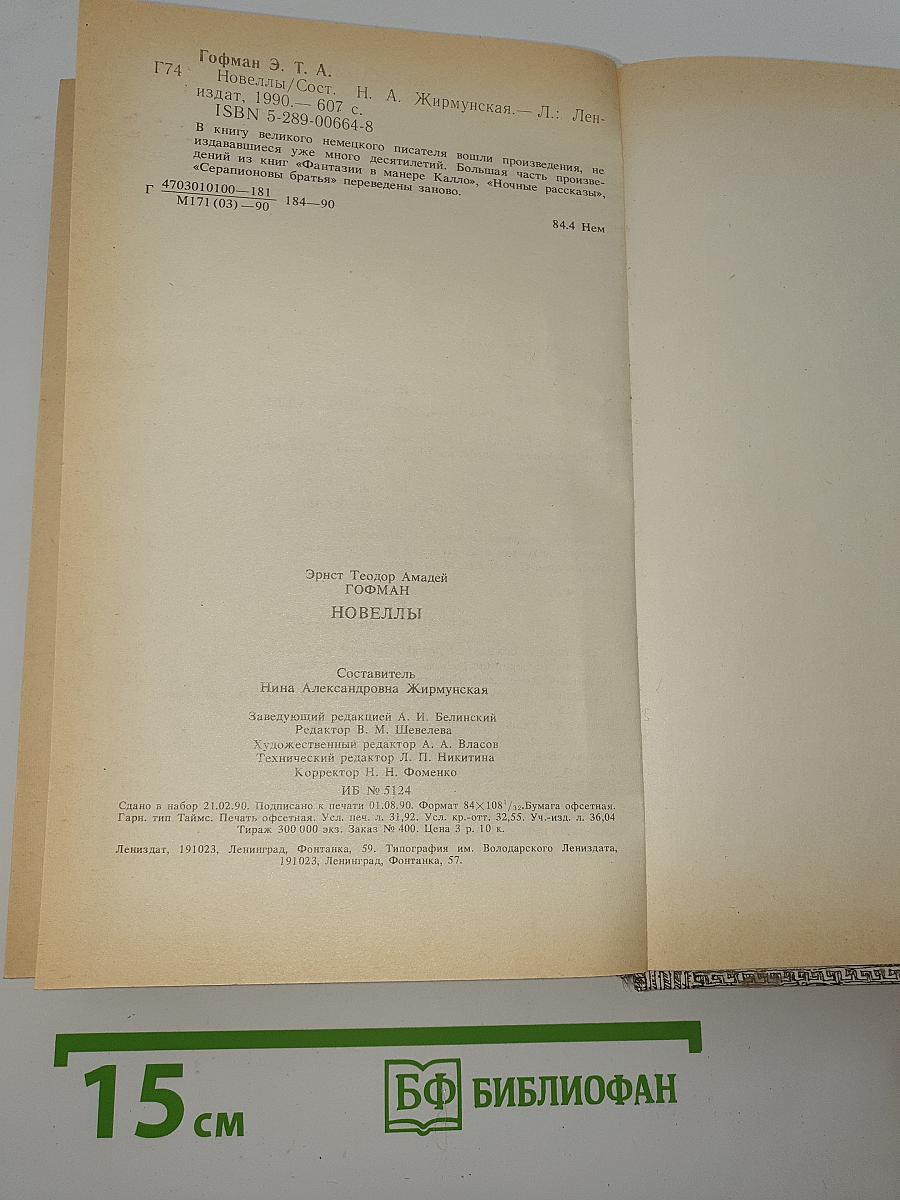 Гофман Э. Т. А.
Г74 Новеллы/Сост. Н. А. Жирмунская.— Л.: Лен-
издат, 1990.— 607 с.
ISBN 5-289-00664-8
В книгу великого немецкого писателя вошли произведения, не
издававшиеся уже много десятилетий. Большая часть произве-
дений из книг «Фантазии в манере Калло», «Ночные рассказы»,
«Серапионовы братья» переведены заново.
Г 4703010100—181
М171(03)—90 184—90
84.4 Нем
Эрнст Теодор Амадей
ГОФМАН
НОВЕЛЛЫ
Составитель
Нина Александровна Жирмунская
Заведующий редакцией А. И. Белинский
Редактор В. М. Шевелева
Художественный редактор А. А. Власов
Технический редактор Л. П. Никитина
Корректор Н. Н. Фоменко
ИБ № 5124
Сдано в набор 21.02.90. Подписано к печати 01.08.90. Формат 84×108¹/₃₂.Бумага офсетная.
Гарн. тип Таймс. Печать офсетная. Усл. печ. л. 31,92. Усл. кр.-отт. 32,55. Уч.-изд. л. 36,04
Тираж 300 000 экз. Заказ № 400. Цена 3 р. 10 к.
Лениздат, 191023, Ленинград, Фонтанка, 59. Типография им. Володарского Лениздата,
191023, Ленинград, Фонтанка, 57.
15 см
БФ БИБЛИОФАН